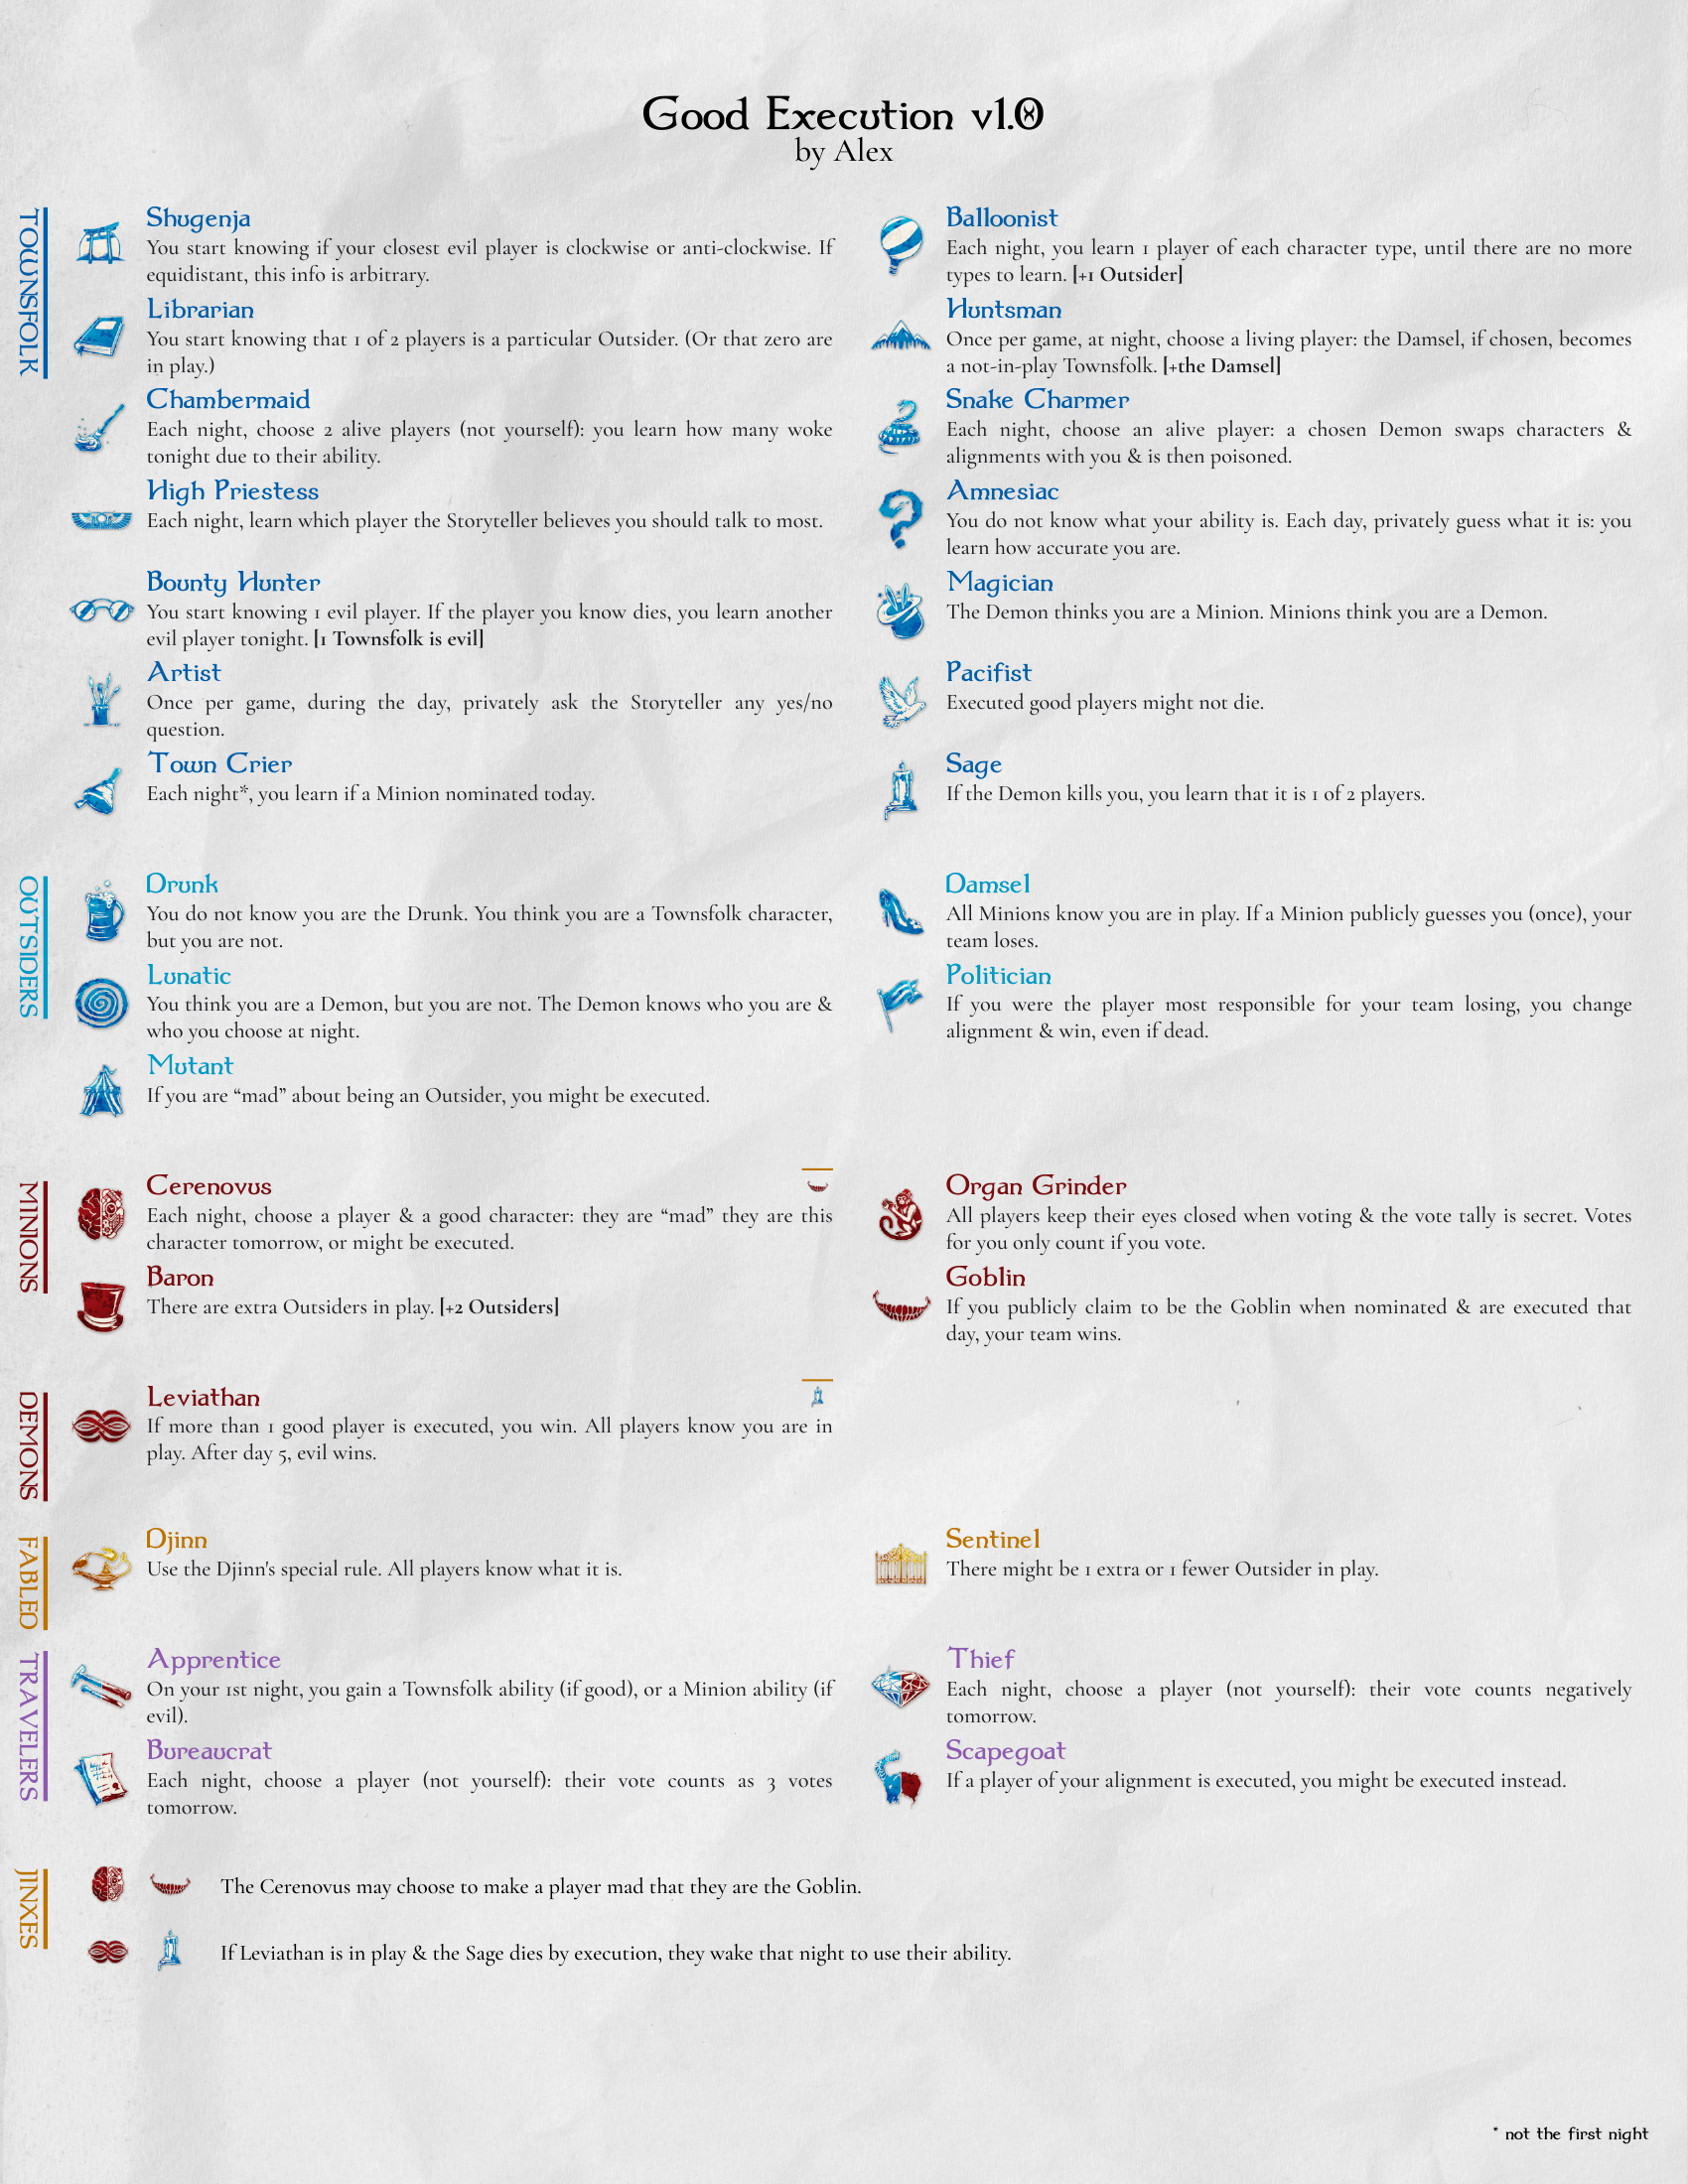 Good Execution v1.0
by Alex
TOWNSFOLK
Shugenja
You start knowing if your closest evil player is clockwise or anti-clockwise. If
equidistant, this info is arbitrary.
Librarian
You start knowing that 1 of 2 players is a particular Outsider. (Or that zero are
in play.)
Chambermaid
Each night, choose 2 alive players (not yourself): you learn how many woke
tonight due to their ability.
High Priestess
Each night, learn which player the Storyteller believes you should talk to most.
Bounty Hunter
You start knowing 1 evil player. If the player you know dies, you learn another
evil player tonight. [1 Townsfolk is evil]
Artist
Once per game, during the day, privately ask the Storyteller any yes/no
question.
Town Crier
Each night*, you learn if a Minion nominated today.
Balloonist
Each night, you learn 1 player of each character type, until there are no more
types to learn. [+1 Outsider]
Huntsman
Once per game, at night, choose a living player: the Damsel, if chosen, becomes
a not-in-play Townsfolk. [+the Damsel]
Snake Charmer
Each night, choose an alive player: a chosen Demon swaps characters &
alignments with you & is then poisoned.
Amnesiac
You do not know what your ability is. Each day, privately guess what it is: you
learn how accurate you are.
Magician
The Demon thinks you are a Minion. Minions think you are a Demon.
Pacifist
Executed good players might not die.
Sage
If the Demon kills you, you learn that it is 1 of 2 players.
OUTSIDERS
Drunk
You do not know you are the Drunk. You think you are a Townsfolk character,
but you are not.
Lunatic
You think you are a Demon, but you are not. The Demon knows who you are &
who you choose at night.
Mutant
If you are “mad” about being an Outsider, you might be executed.
Damsel
All Minions know you are in play. If a Minion publicly guesses you (once), your
team loses.
Politician
If you were the player most responsible for your team losing, you change
alignment & win, even if dead.
MINIONS
Cerenovus
Each night, choose a player & a good character: they are “mad” they are this
character tomorrow, or might be executed.
Baron
There are extra Outsiders in play. [+2 Outsiders]
Organ Grinder
All players keep their eyes closed when voting & the vote tally is secret. Votes
for you only count if you vote.
Goblin
If you publicly claim to be the Goblin when nominated & are executed that
day, your team wins.
DEMONS
Leviathan
If more than 1 good player is executed, you win. All players know you are in
play. After day 5, evil wins.
FABLED
Djinn
Use the Djinn's special rule. All players know what it is.
Sentinel
There might be 1 extra or 1 fewer Outsider in play.
TRAVELERS
Apprentice
On your 1st night, you gain a Townsfolk ability (if good), or a Minion ability (if
evil).
Bureaucrat
Each night, choose a player (not yourself): their vote counts as 3 votes
tomorrow.
Thief
Each night, choose a player (not yourself): their vote counts negatively
tomorrow.
Scapegoat
If a player of your alignment is executed, you might be executed instead.
JINXES
The Cerenovus may choose to make a player mad that they are the Goblin.
If Leviathan is in play & the Sage dies by execution, they wake that night to use their ability.
* not the first night